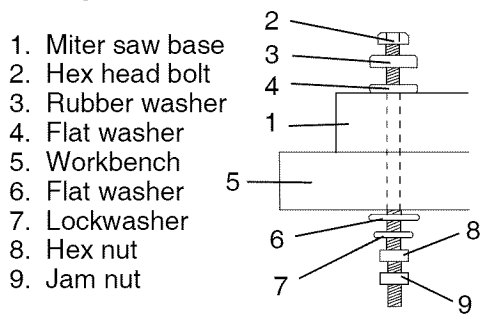 1. Miter saw base
2. Hex head bolt
3. Rubber washer
4. Flat washer
5. Workbench
6. Flat washer
7. Lockwasher
8. Hex nut
9. Jam nut
2
3
4
1
5
6
8
7
9